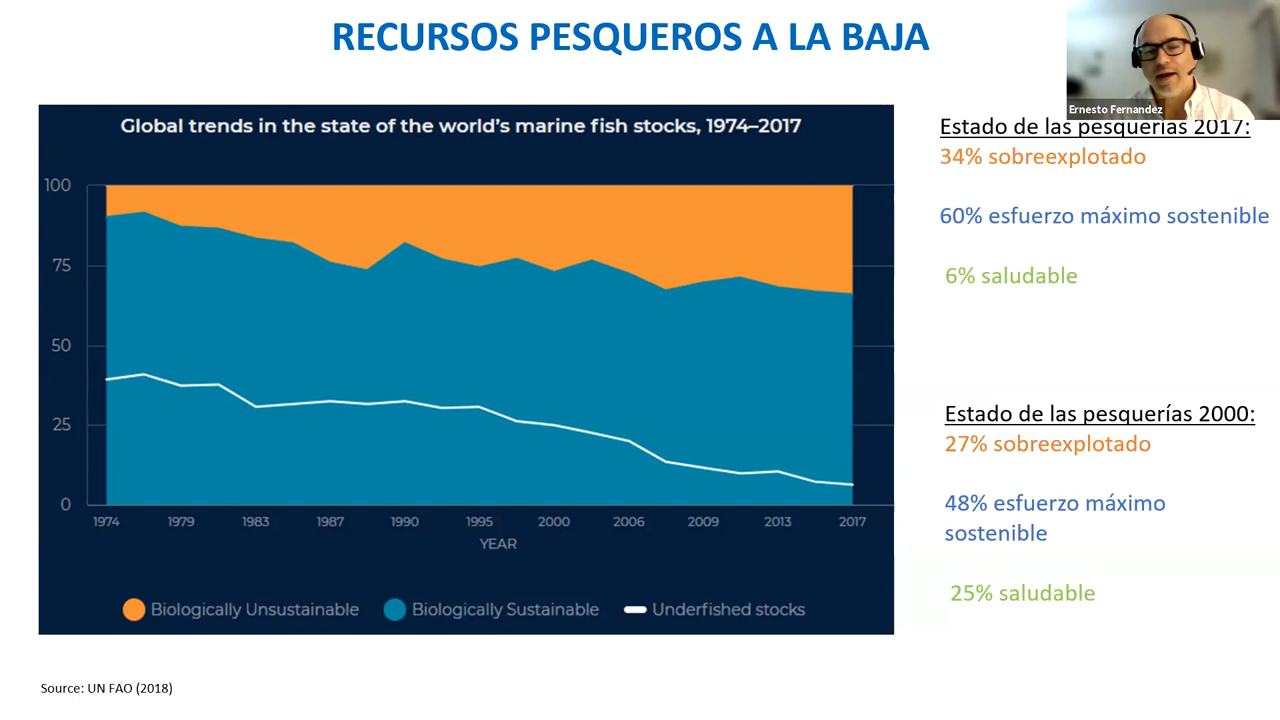 RECURSOS PESQUEROS A LA BAJA
Ernesto Fernandez
Global trends in the state of the world's marine fish stocks, 1974–2017
100
75
50
25
0
1974 1979 1983 1987 1990 1995 2000 2006 2009 2013 2017
YEAR
Biologically Unsustainable Biologically Sustainable Underfished stocks
Estado de las pesquerías 2017:
34% sobreexplotado
60% esfuerzo máximo sostenible
6% saludable
Estado de las pesquerías 2000:
27% sobreexplotado
48% esfuerzo máximo
sostenible
25% saludable
Source: UN FAO (2018)